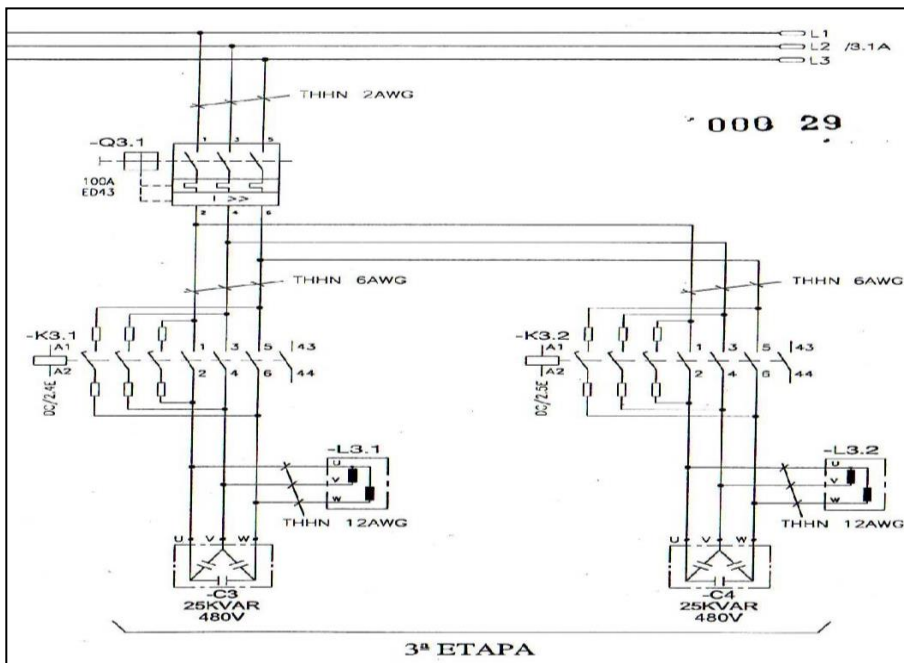 L1
L2 /3.1A
L3
THHN 2AWG
000 29
-Q3.1
1 3 5
100A
ED43
I >>
2 4 6
THHN 6AWG
THHN 6AWG
-K3.1
A1
A2
1 3 5 43
2 4 6 44
0C/2.4E
-K3.2
A1
A2
1 3 5 43
2 4 6 44
0C/2.5E
-L3.1
U
V
W
THHN 12AWG
-L3.2
U
V
W
THHN 12AWG
U V W
-C3
25KVAR
480V
U V W
-C4
25KVAR
480V
3ª ETAPA